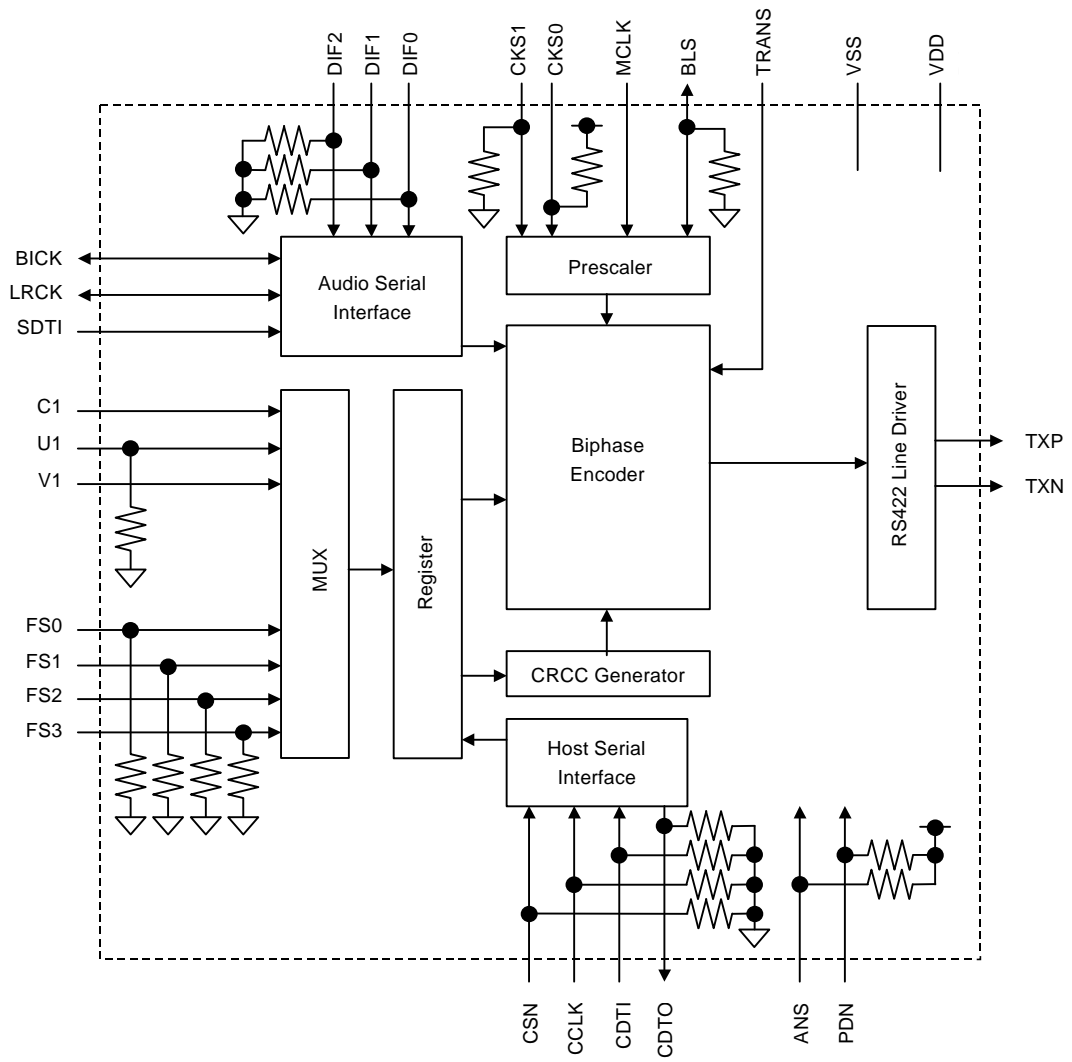 DIF2
DIF1
DIF0
CKS1
CKS0
MCLK
BLS
TRANS
VSS
VDD
BICK
LRCK
SDTI
Audio Serial
Interface
Prescaler
C1
U1
V1
Biphase
Encoder
RS422 Line Driver
TXP
TXN
MUX
Register
FS0
FS1
FS2
FS3
CRCC Generator
Host Serial
Interface
CSN
CCLK
CDTI
CDTO
ANS
PDN